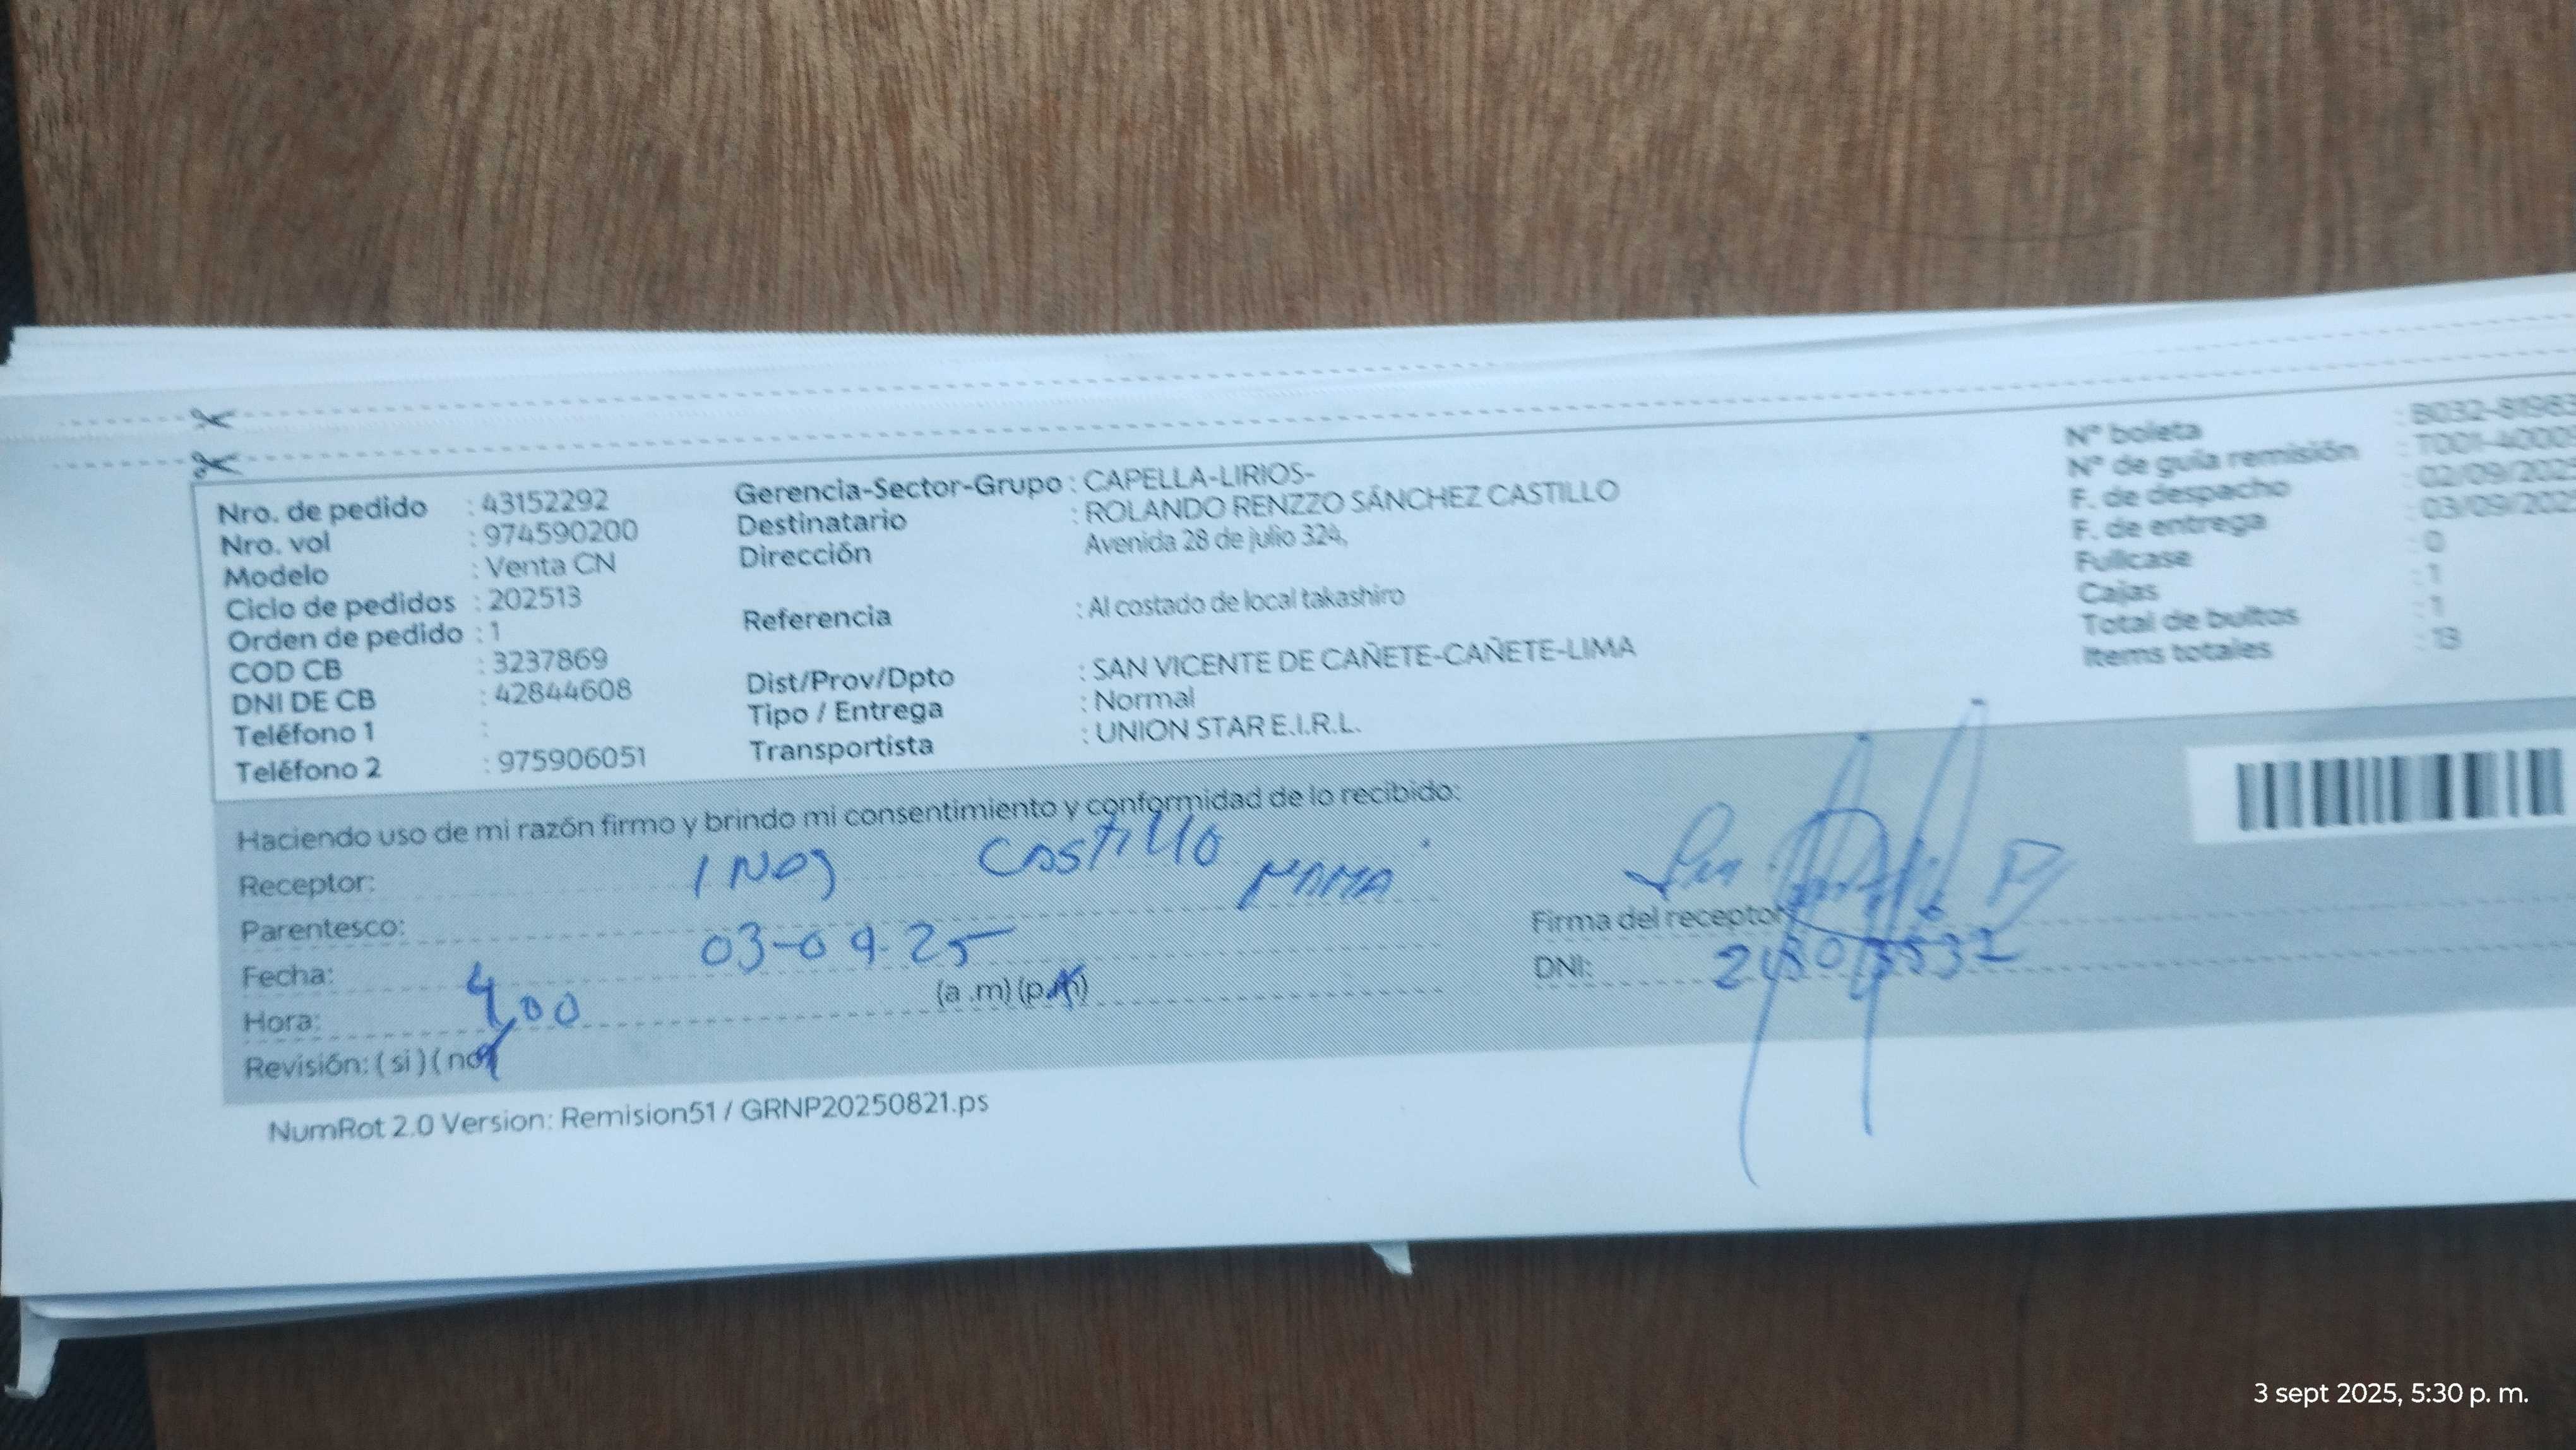 Nro. de pedido : 43152292
Nro. vol : 974590200
Modelo : Venta CN
Ciclo de pedidos : 202513
Orden de pedido : 1
COD CB : 3237869
DNI DE CB : 42844608
Teléfono 1 :
Teléfono 2 : 975906051
Gerencia-Sector-Grupo : CAPELLA-LIRIOS-
Destinatario : ROLANDO RENZZO SÁNCHEZ CASTILLO
Dirección Avenida 28 de julio 324,
Referencia : Al costado de local takashiro
Dist/Prov/Dpto : SAN VICENTE DE CAÑETE-CAÑETE-LIMA
Tipo / Entrega : Normal
Transportista : UNION STAR E.I.R.L.
N° boleta : B032-8198
N° de guía remisión : T001-4000
F. de despacho : 02/09/202
F. de entrega : 03/09/202
Fullcase : 0
Cajas : 1
Total de bultos : 1
Items totales : 13
Haciendo uso de mi razón firmo y brindo mi consentimiento y conformidad de lo recibido:
Receptor: Castillo MAMA
Parentesco:
Fecha: 03-09-25
Hora: 4,00 (a .m) (p.m)
Revisión: ( si ) ( no )
Firma del receptor
DNI:
NumRot 2.0 Version: Remision51 / GRNP20250821.ps
3 sept 2025, 5:30 p. m.